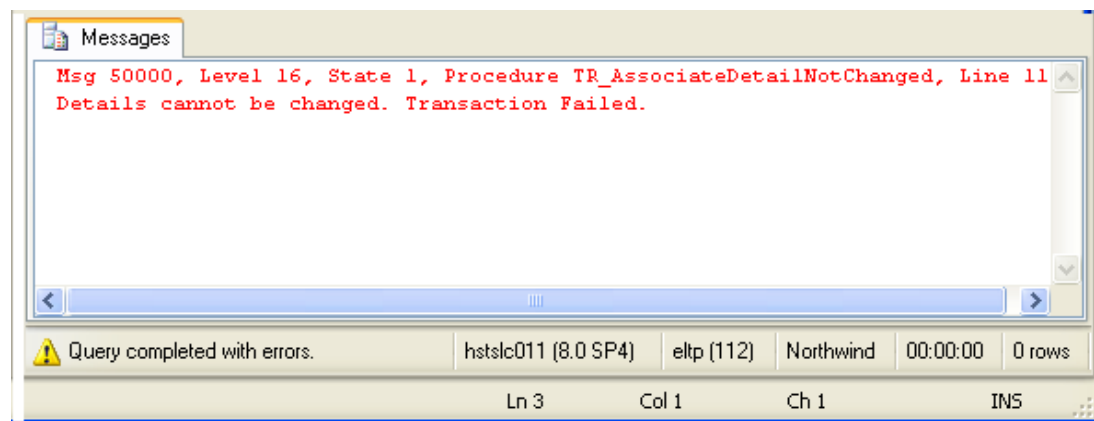 Messages
Msg 50000, Level 16, State 1, Procedure TR_AssociateDetailNotChanged, Line 11
Details cannot be changed. Transaction Failed.
Query completed with errors. hstslc011 (8.0 SP4) eltp (112) Northwind 00:00:00 0 rows
Ln 3 Col 1 Ch 1 INS